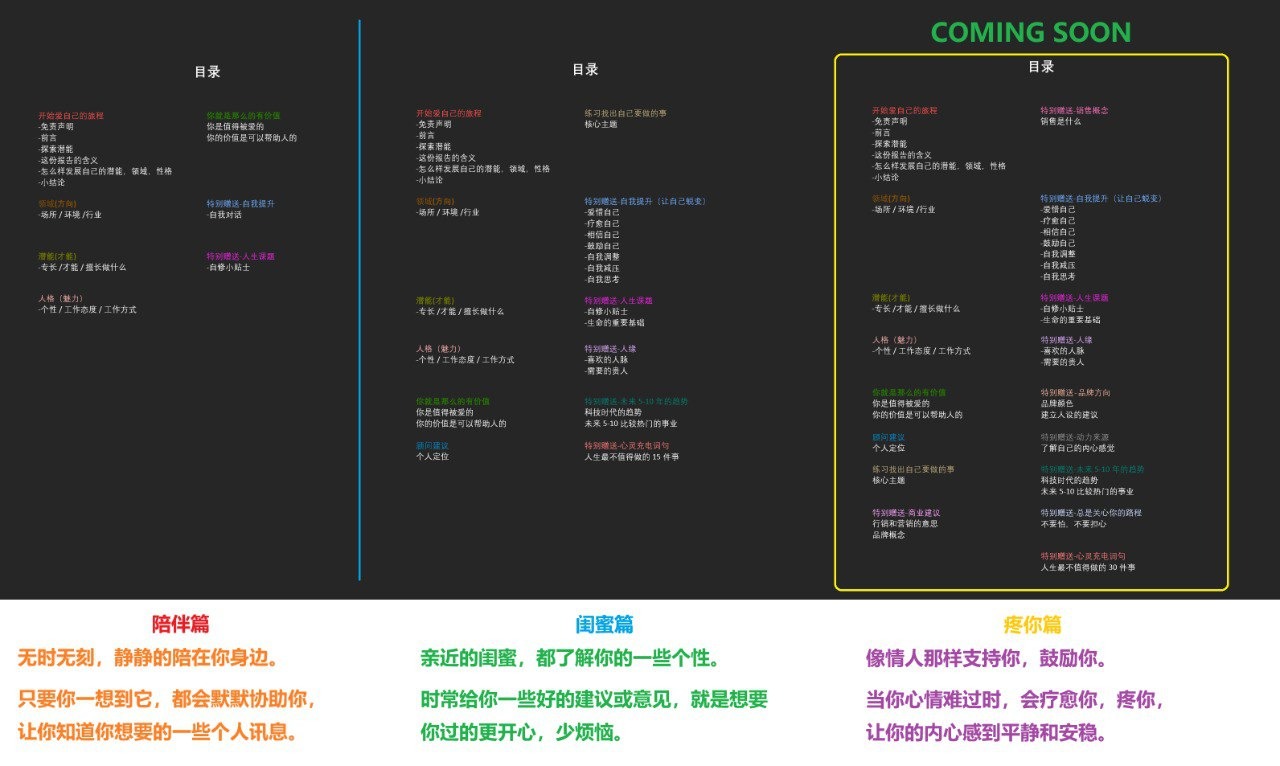 目录
开始爱自己的旅程
-免责声明
-前言
-探索潜能
-这份报告的含义
-怎么样发展自己的潜能，领域，性格
-小结论
领域(方向)
-场所 / 环境 /行业
潜能(才能)
-专长 /才能 / 擅长做什么
人格（魅力）
-个性 / 工作态度 / 工作方式
你就是那么的有价值
你是值得被爱的
你的价值是可以帮助人的
特别赠送-自我提升
-自我对话
特别赠送-人生课题
-自修小贴士
目录
开始爱自己的旅程
-免责声明
-前言
-探索潜能
-这份报告的含义
-怎么样发展自己的潜能，领域，性格
-小结论
领域(方向)
-场所 / 环境 /行业
潜能(才能)
-专长 /才能 / 擅长做什么
人格（魅力）
-个性 / 工作态度 / 工作方式
你就是那么的有价值
你是值得被爱的
你的价值是可以帮助人的
顾问建议
个人定位
练习找出自己要做的事
核心主题
特别赠送-自我提升（让自己蜕变）
-爱惜自己
-疗愈自己
-相信自己
-鼓励自己
-自我调整
-自我减压
-自我思考
特别赠送-人生课题
-自修小贴士
-生命的重要基础
特别赠送-人缘
-喜欢的人脉
-需要的贵人
特别赠送-未来 5-10 年的趋势
科技时代的趋势
未来 5-10 比较热门的事业
特别赠送-心灵充电词句
人生最不值得做的 15 件事
COMING SOON
目录
开始爱自己的旅程
-免责声明
-前言
-探索潜能
-这份报告的含义
-怎么样发展自己的潜能，领域，性格
-小结论
领域(方向)
-场所 / 环境 /行业
潜能(才能)
-专长 /才能 / 擅长做什么
人格（魅力）
-个性 / 工作态度 / 工作方式
你就是那么的有价值
你是值得被爱的
你的价值是可以帮助人的
顾问建议
个人定位
练习找出自己要做的事
核心主题
特别赠送-商业建议
行销和营销的意思
品牌概念
特别赠送-销售概念
销售是什么
特别赠送-自我提升（让自己蜕变）
-爱惜自己
-疗愈自己
-相信自己
-鼓励自己
-自我调整
-自我减压
-自我思考
特别赠送-人生课题
-自修小贴士
-生命的重要基础
特别赠送-人缘
-喜欢的人脉
-需要的贵人
特别赠送-品牌方向
品牌颜色
建立人设的建议
特别赠送-动力来源
了解自己的内心感觉
特别赠送-未来 5-10 年的趋势
科技时代的趋势
未来 5-10 比较热门的事业
特别赠送-总是关心你的路程
不要怕，不要担心
特别赠送-心灵充电词句
人生最不值得做的 30 件事
陪伴篇
无时无刻，静静的陪在你身边。
只要你一想到它，都会默默协助你，
让你知道你想要的一些个人讯息。
闺蜜篇
亲近的闺蜜，都了解你的一些个性。
时常给你一些好的建议或意见，就是想要
你过的更开心，少烦恼。
疼你篇
像情人那样支持你，鼓励你。
当你心情难过时，会疗愈你，疼你，
让你的内心感到平静和安稳。